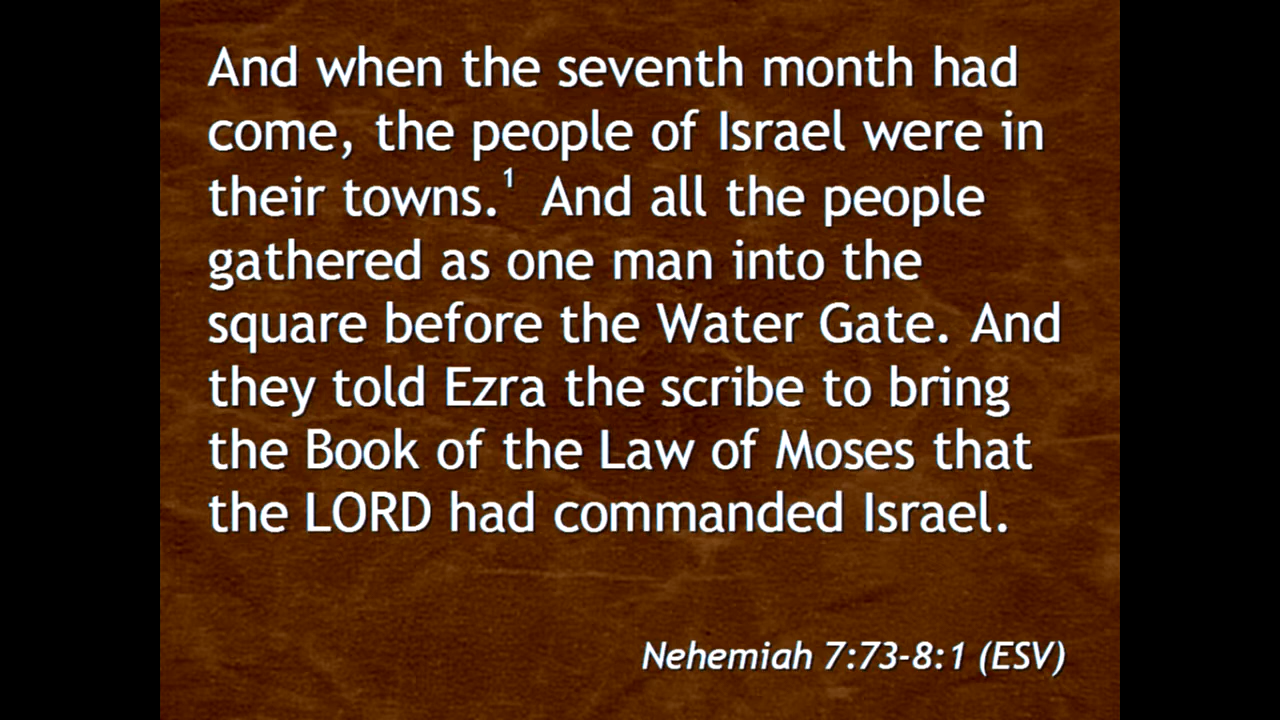 And when the seventh month had
come, the people of Israel were in
their towns.¹ And all the people
gathered as one man into the
square before the Water Gate. And
they told Ezra the scribe to bring
the Book of the Law of Moses that
the LORD had commanded Israel.
Nehemiah 7:73-8:1 (ESV)